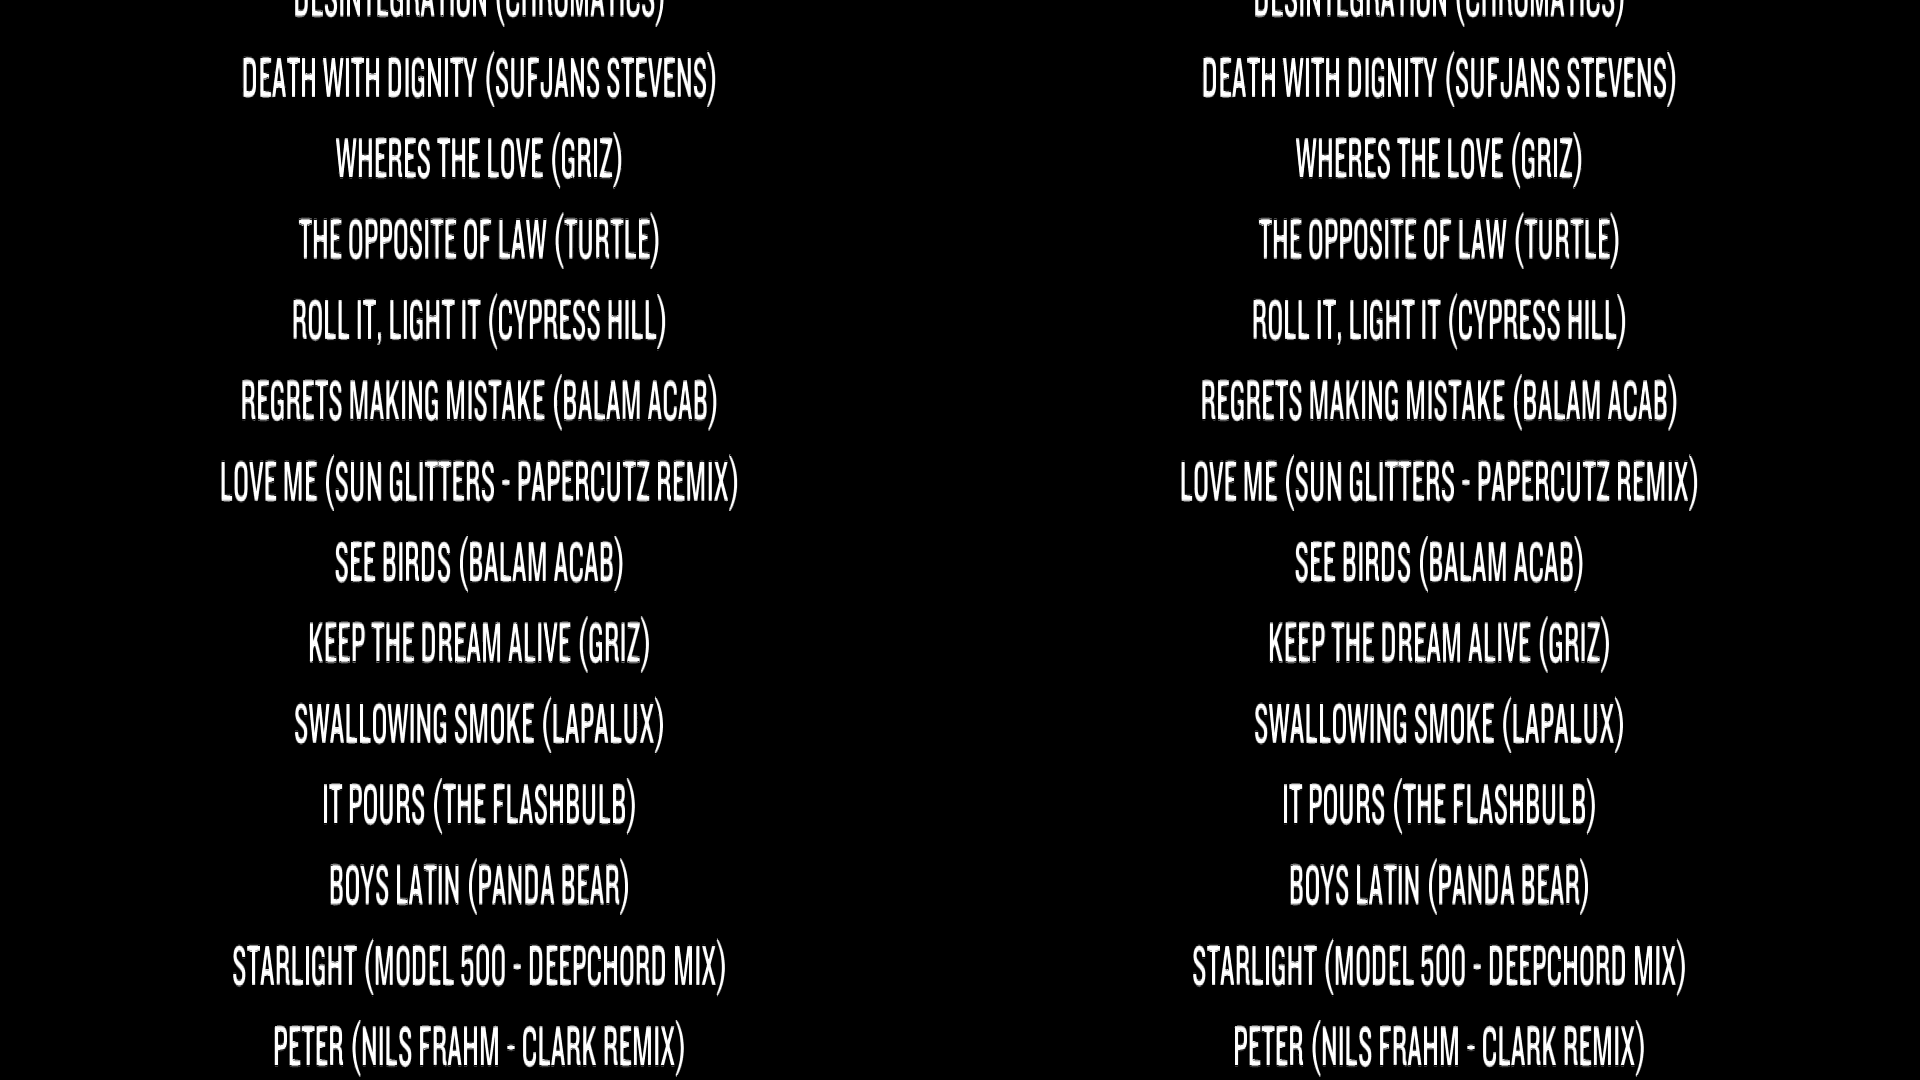 DESINTEGRATION (CHROMATICS) DESINTEGRATION (CHROMATICS)
DEATH WITH DIGNITY (SUFJANS STEVENS) DEATH WITH DIGNITY (SUFJANS STEVENS)
WHERES THE LOVE (GRIZ) WHERES THE LOVE (GRIZ)
THE OPPOSITE OF LAW (TURTLE) THE OPPOSITE OF LAW (TURTLE)
ROLL IT, LIGHT IT (CYPRESS HILL) ROLL IT, LIGHT IT (CYPRESS HILL)
REGRETS MAKING MISTAKE (BALAM ACAB) REGRETS MAKING MISTAKE (BALAM ACAB)
LOVE ME (SUN GLITTERS - PAPERCUTZ REMIX) LOVE ME (SUN GLITTERS - PAPERCUTZ REMIX)
SEE BIRDS (BALAM ACAB) SEE BIRDS (BALAM ACAB)
KEEP THE DREAM ALIVE (GRIZ) KEEP THE DREAM ALIVE (GRIZ)
SWALLOWING SMOKE (LAPALUX) SWALLOWING SMOKE (LAPALUX)
IT POURS (THE FLASHBULB) IT POURS (THE FLASHBULB)
BOYS LATIN (PANDA BEAR) BOYS LATIN (PANDA BEAR)
STARLIGHT (MODEL 500 - DEEPCHORD MIX) STARLIGHT (MODEL 500 - DEEPCHORD MIX)
PETER (NILS FRAHM - CLARK REMIX) PETER (NILS FRAHM - CLARK REMIX)